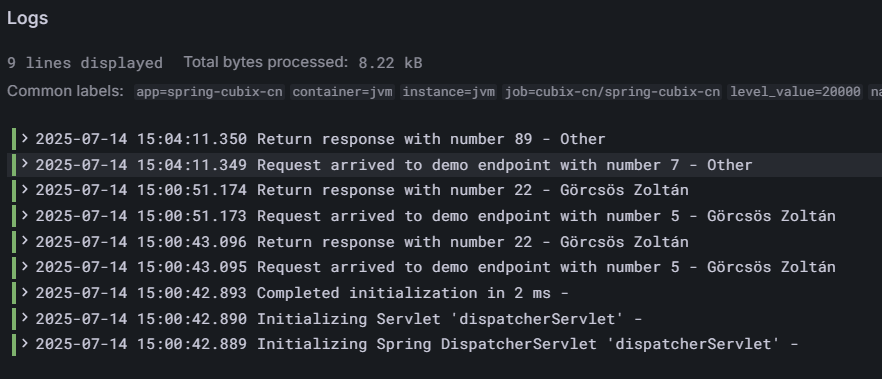 Logs
9 lines displayed Total bytes processed: 8.22 kB
Common labels: app=spring-cubix-cn container=jvm instance=jvm job=cubix-cn/spring-cubix-cn level_value=20000 na
2025-07-14 15:04:11.350 Return response with number 89 - Other
2025-07-14 15:04:11.349 Request arrived to demo endpoint with number 7 - Other
2025-07-14 15:00:51.174 Return response with number 22 - Görcsös Zoltán
2025-07-14 15:00:51.173 Request arrived to demo endpoint with number 5 - Görcsös Zoltán
2025-07-14 15:00:43.096 Return response with number 22 - Görcsös Zoltán
2025-07-14 15:00:43.095 Request arrived to demo endpoint with number 5 - Görcsös Zoltán
2025-07-14 15:00:42.893 Completed initialization in 2 ms -
2025-07-14 15:00:42.890 Initializing Servlet 'dispatcherServlet' -
2025-07-14 15:00:42.889 Initializing Spring DispatcherServlet 'dispatcherServlet' -